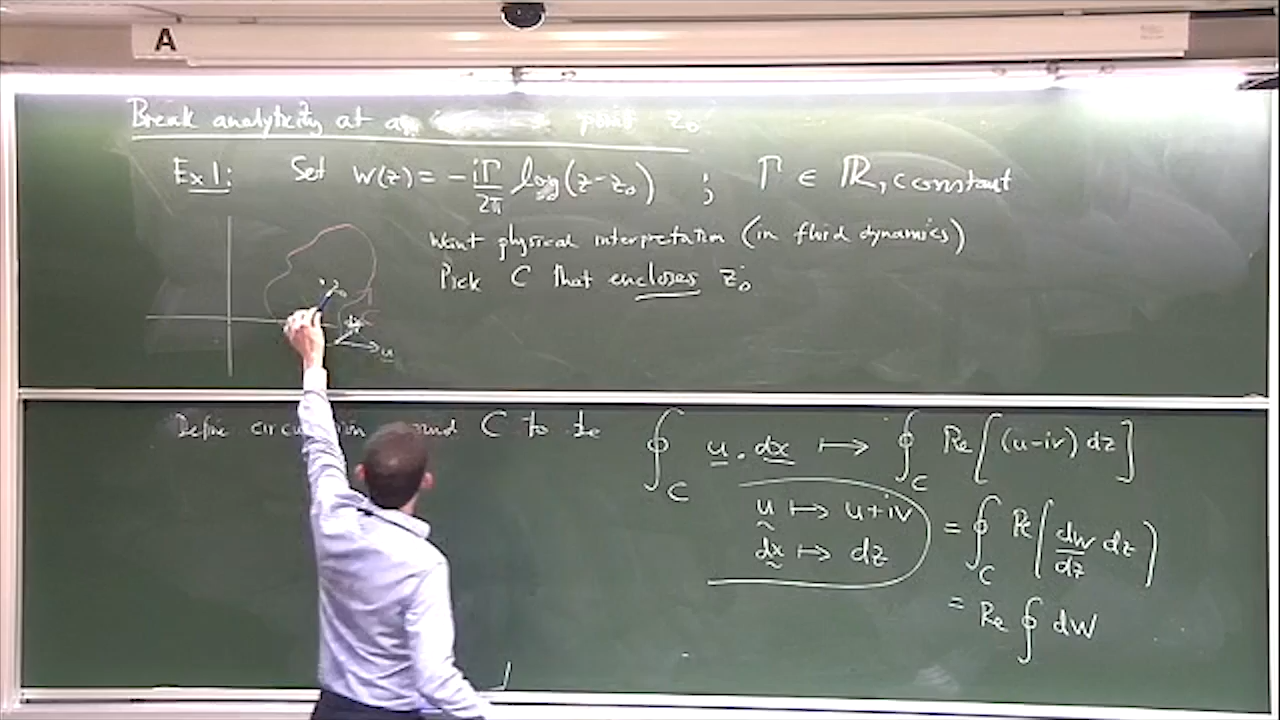 A
Break analyticity at a point z₀
Ex 1: Set W(z) = -iΓ/2π log(z-z₀) ; Γ ∈ ℝ, constant
Want physical interpretation (in fluid dynamics)
Pick C that encloses z₀
z₀
dx
u
Define C to be ∮_C u . dx ↦ ∮_C Re[(u-iv) dz]
u ↦ u+iv
dx ↦ dz
= ∮_C Re[dW/dz dz]
= Re ∮ dW